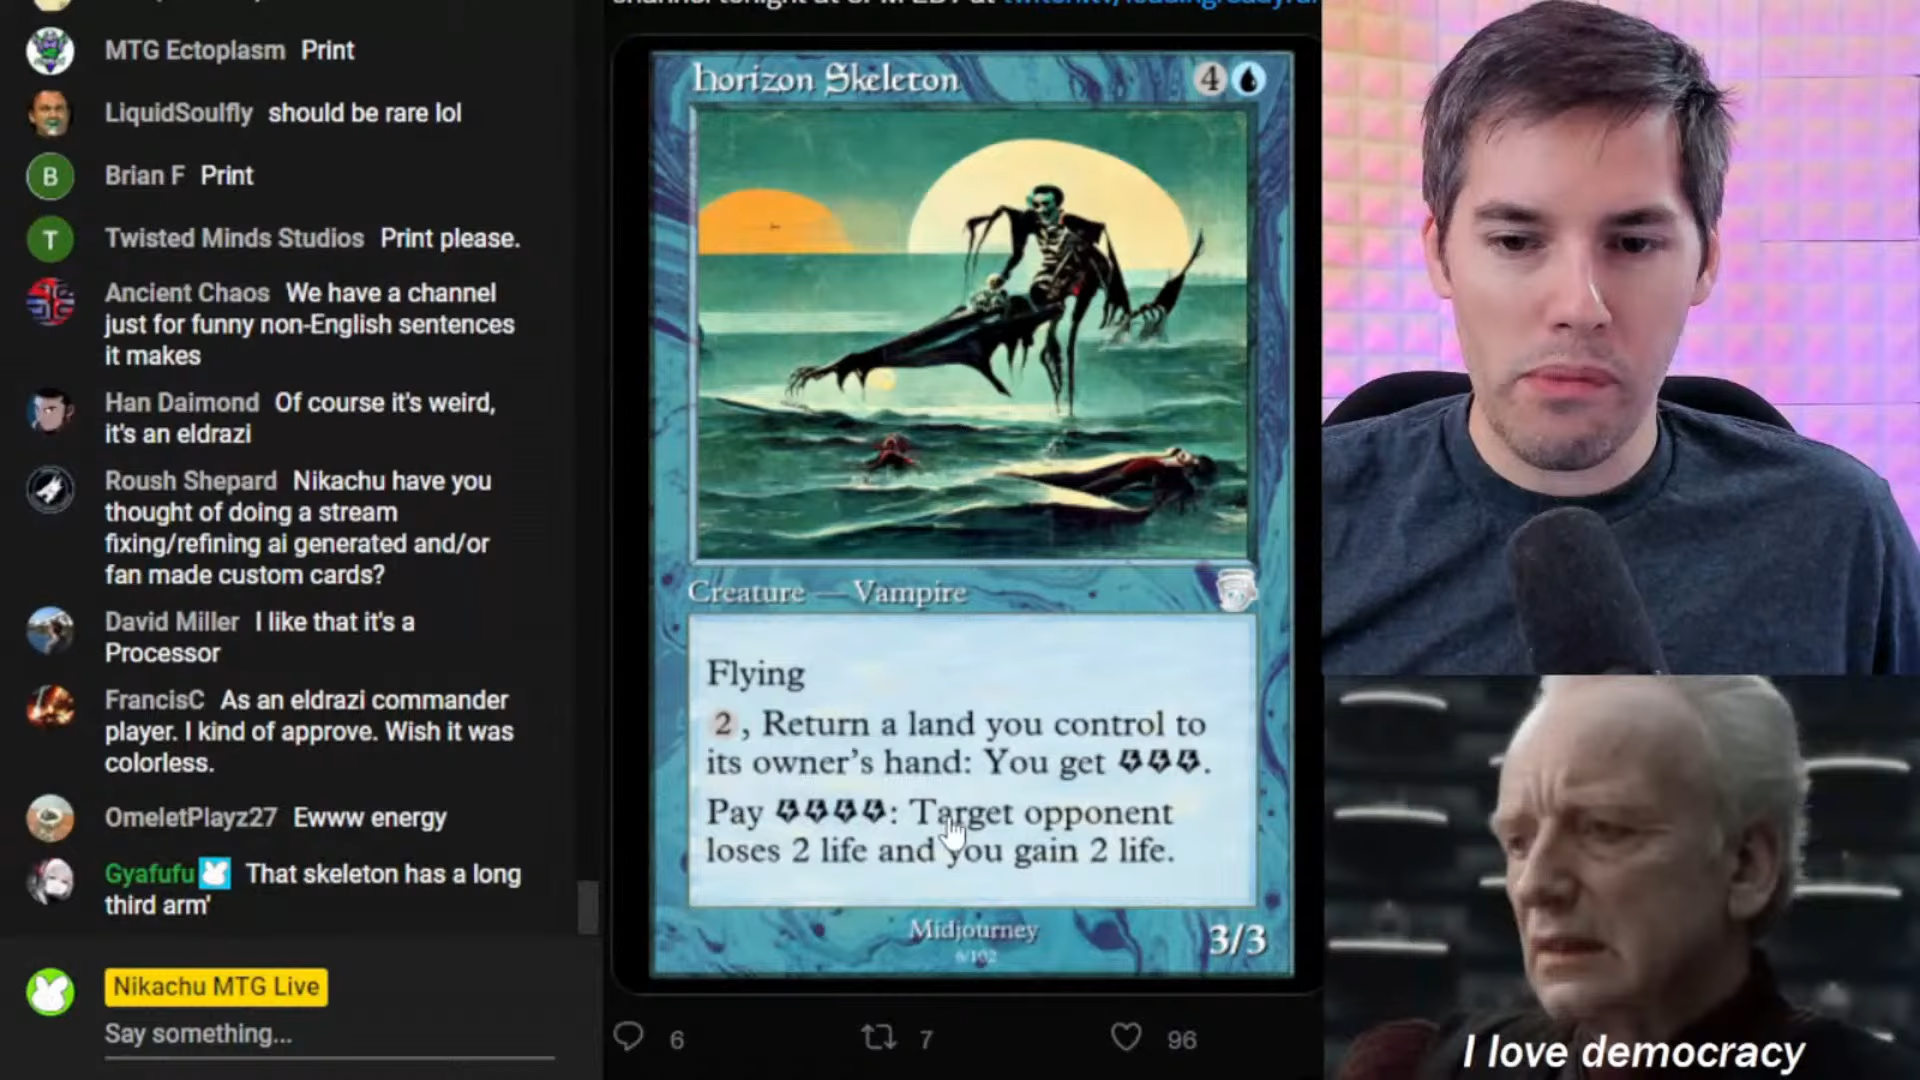 MTG Ectoplasm Print
LiquidSoulfly should be rare lol
B Brian F Print
T Twisted Minds Studios Print please.
Ancient Chaos We have a channel
just for funny non-English sentences
it makes
Han Daimond Of course it's weird,
it's an eldrazi
Roush Shepard Nikachu have you
thought of doing a stream
fixing/refining ai generated and/or
fan made custom cards?
David Miller I like that it's a
Processor
FrancisC As an eldrazi commander
player. I kind of approve. Wish it was
colorless.
OmeletPlayz27 Ewww energy
Gyafufu That skeleton has a long
third arm'
Nikachu MTG Live
Say something...
Horizon Skeleton 4
Creature — Vampire
Flying
2, Return a land you control to
its owner's hand: You get
Pay : Target opponent
loses 2 life and you gain 2 life.
Midjourney
6/102
3/3
6 7 96
I love democracy